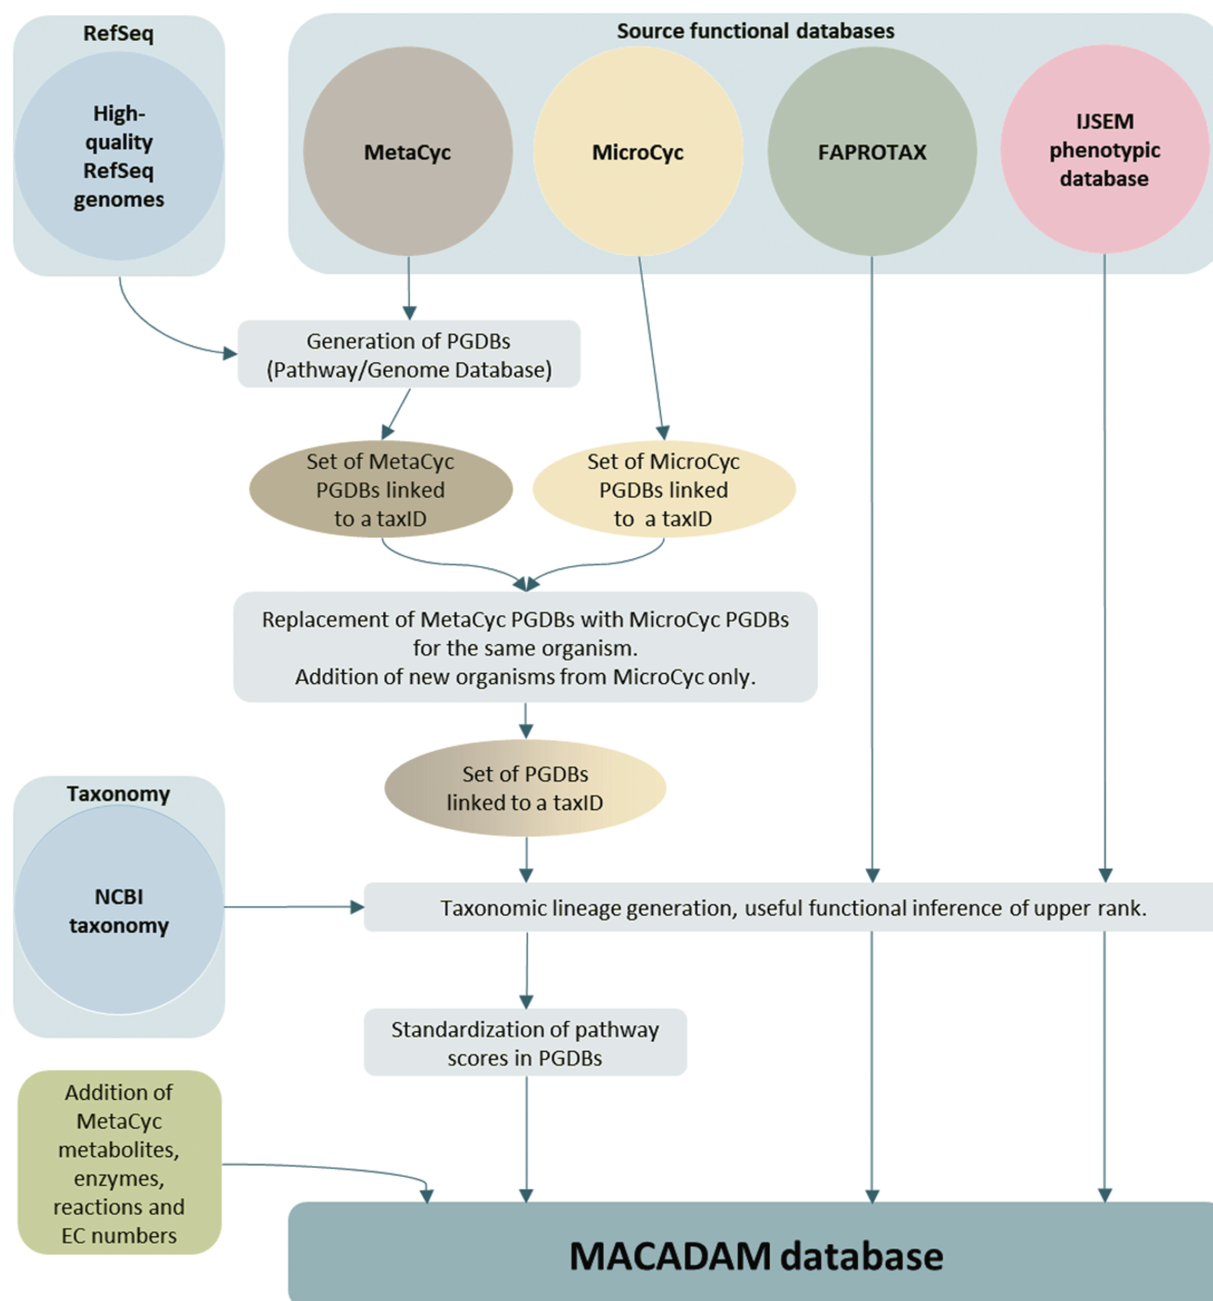 RefSeq
High-
quality
RefSeq
genomes
Source functional databases
MetaCyc
MicroCyc
FAPROTAX
IJSEM
phenotypic
database
Generation of PGDBs
(Pathway/Genome Database)
Set of MetaCyc
PGDBs linked
to a taxID
Set of MicroCyc
PGDBs linked
to a taxID
Replacement of MetaCyc PGDBs with MicroCyc PGDBs
for the same organism.
Addition of new organisms from MicroCyc only.
Set of PGDBs
linked to a taxID
Taxonomy
NCBI
taxonomy
Taxonomic lineage generation, useful functional inference of upper rank.
Standardization of pathway
scores in PGDBs
Addition of
MetaCyc
metabolites,
enzymes,
reactions and
EC numbers
MACADAM database